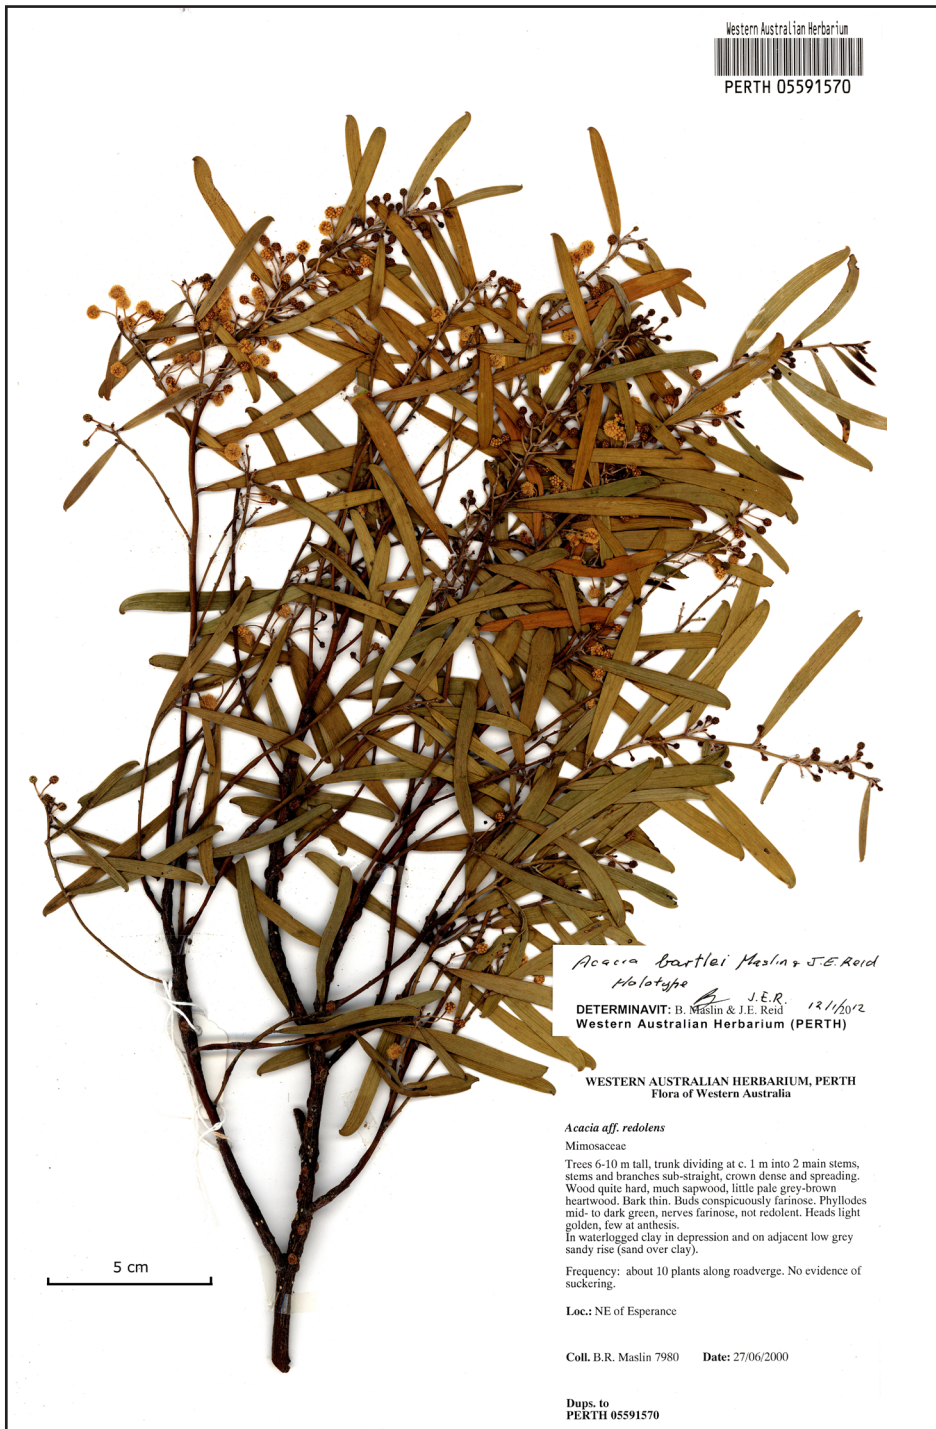 Western Australian Herbarium
PERTH 05591570
Acacia bartlei Maslin & J.E. Reid
Holotype
J.E.R.
DETERMINAVIT: B. Maslin & J.E. Reid 12/1/2012
Western Australian Herbarium (PERTH)
WESTERN AUSTRALIAN HERBARIUM, PERTH
Flora of Western Australia
Acacia aff. redolens
Mimosaceae
Trees 6-10 m tall, trunk dividing at c. 1 m into 2 main stems,
stems and branches sub-straight, crown dense and spreading.
Wood quite hard, much sapwood, little pale grey-brown
heartwood. Bark thin. Buds conspicuously farinose. Phyllodes
mid- to dark green, nerves farinose, not redolent. Heads light
golden, few at anthesis.
In waterlogged clay in depression and on adjacent low grey
sandy rise (sand over clay).
Frequency: about 10 plants along roadverge. No evidence of
suckering.
Loc.: NE of Esperance
Coll. B.R. Maslin 7980 Date: 27/06/2000
Dups. to
PERTH 05591570
5 cm